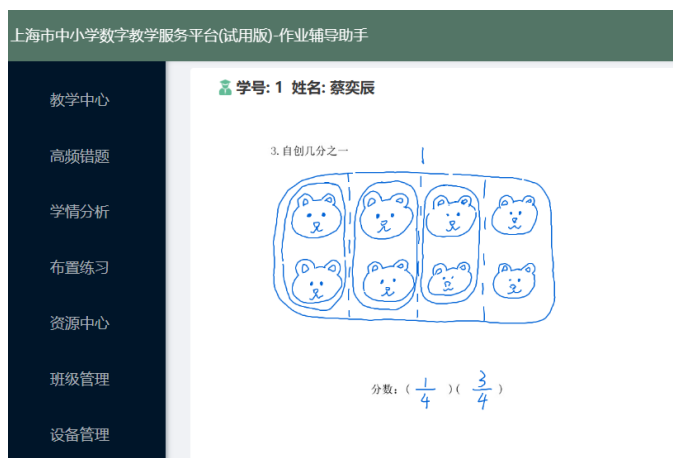 上海市中小学数字教学服务平台(试用版)-作业辅导助手
教学中心
高频错题
学情分析
布置练习
资源中心
班级管理
设备管理
学号: 1 姓名: 蔡奕辰
3.自创几分之一
分数：( 1/4 )( 3/4 )